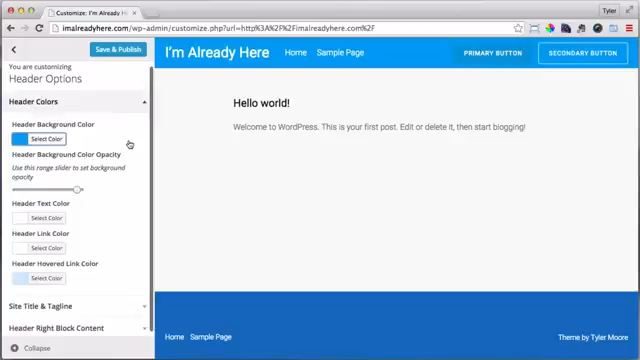 Customize: I'm Already H
Tyler
imalreadyhere.com/wp-admin/customize.php?url=http%3A%2F%2Fimalreadyhere.com%2F
Save & Publish
You are customizing
Header Options
Header Colors
Header Background Color
Select Color
Header Background Color Opacity
Use this range slider to set background
opacity
Header Text Color
Select Color
Header Link Color
Select Color
Header Hovered Link Color
Select Color
Site Title & Tagline
Header Right Block Content
Collapse
I'm Already Here
Home
Sample Page
PRIMARY BUTTON
SECONDARY BUTTON
Hello world!
Welcome to WordPress. This is your first post. Edit or delete it, then start blogging!
Home Sample Page
Theme by Tyler Moore